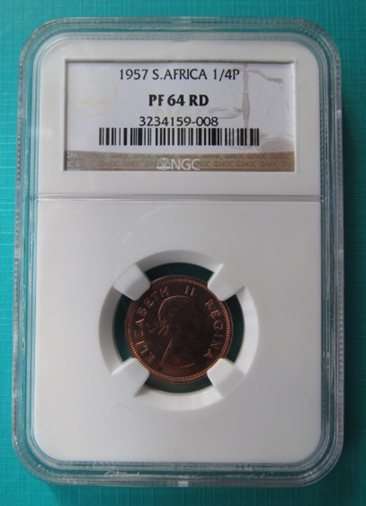 1957 S.AFRICA 1/4P
PF 64 RD
3234159-008
NGC
ELIZABETH II REGINA